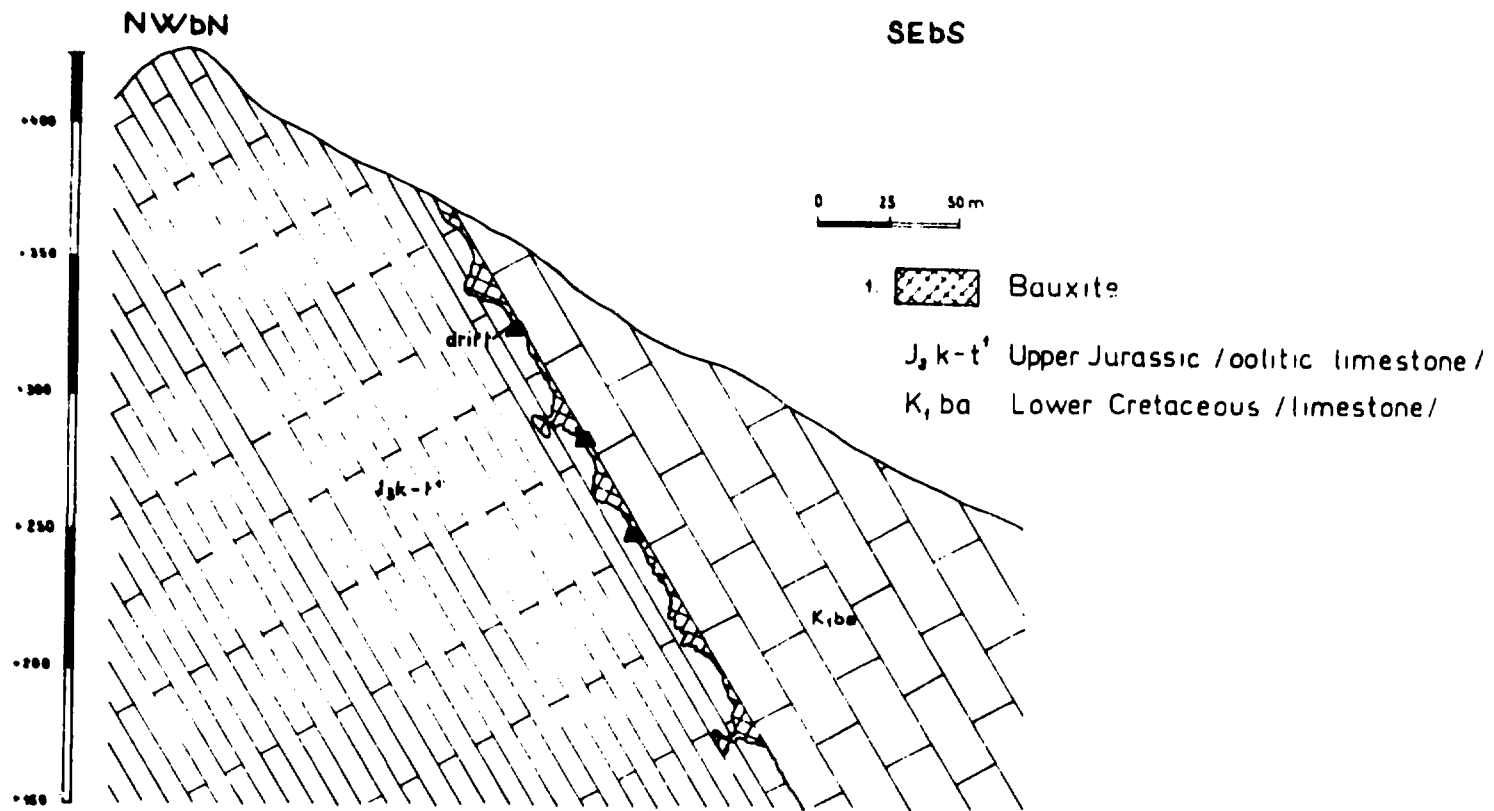 NWbN
SEbS
+400
+350
+300
+250
+200
+150
0 25 50 m
1. Bauxite
J₃ k-t¹ Upper Jurassic /oolitic limestone/
K₁ ba Lower Cretaceous /limestone/
drift
J₃k-t¹
K₁ba